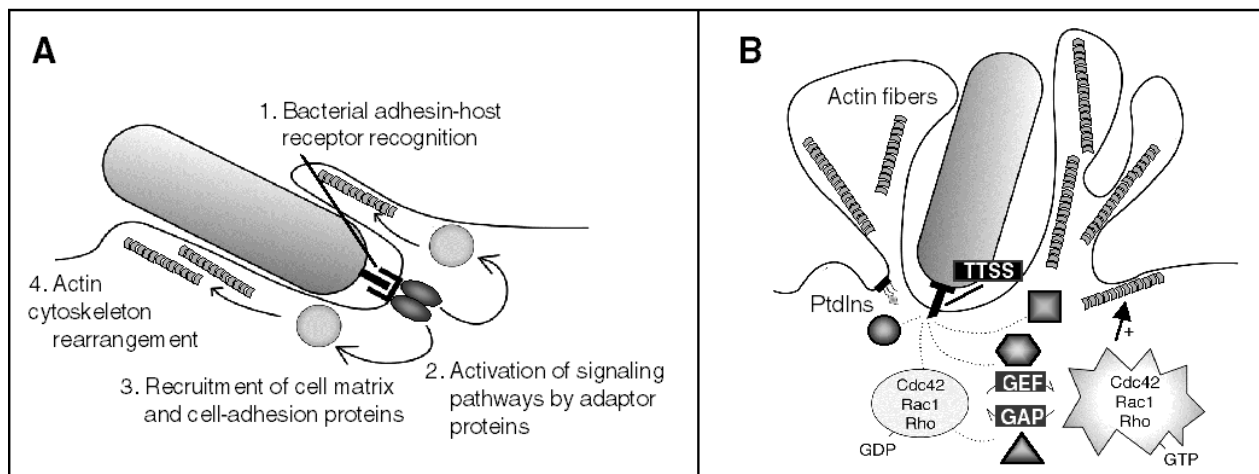 A
1. Bacterial adhesin-host
receptor recognition
4. Actin
cytoskeleton
rearrangement
3. Recruitment of cell matrix
and cell-adhesion proteins
2. Activation of signaling
pathways by adaptor
proteins
B
Actin fibers
TTSS
PtdIns
+
Cdc42
Rac1
Rho
GDP
GEF
GAP
Cdc42
Rac1
Rho
GTP